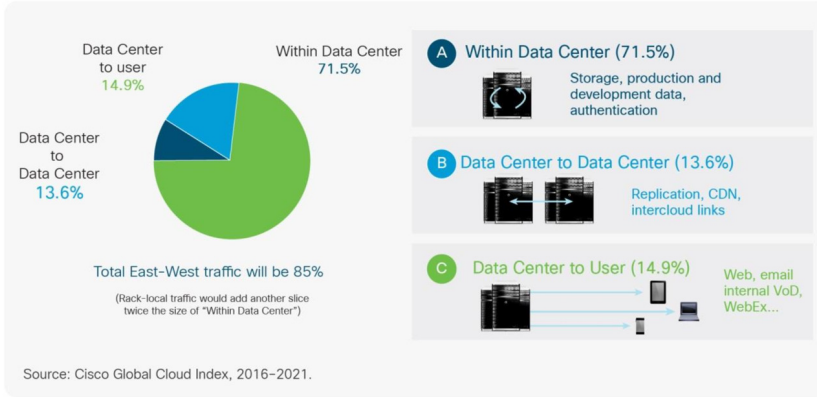 Data Center
to user
14.9%
Within Data Center
71.5%
Data Center
to
Data Center
13.6%
Total East-West traffic will be 85%
(Rack-local traffic would add another slice
twice the size of “Within Data Center”)
A Within Data Center (71.5%)
Storage, production and
development data,
authentication
B Data Center to Data Center (13.6%)
Replication, CDN,
intercloud links
C Data Center to User (14.9%)
Web, email
internal VoD,
WebEx...
Source: Cisco Global Cloud Index, 2016–2021.